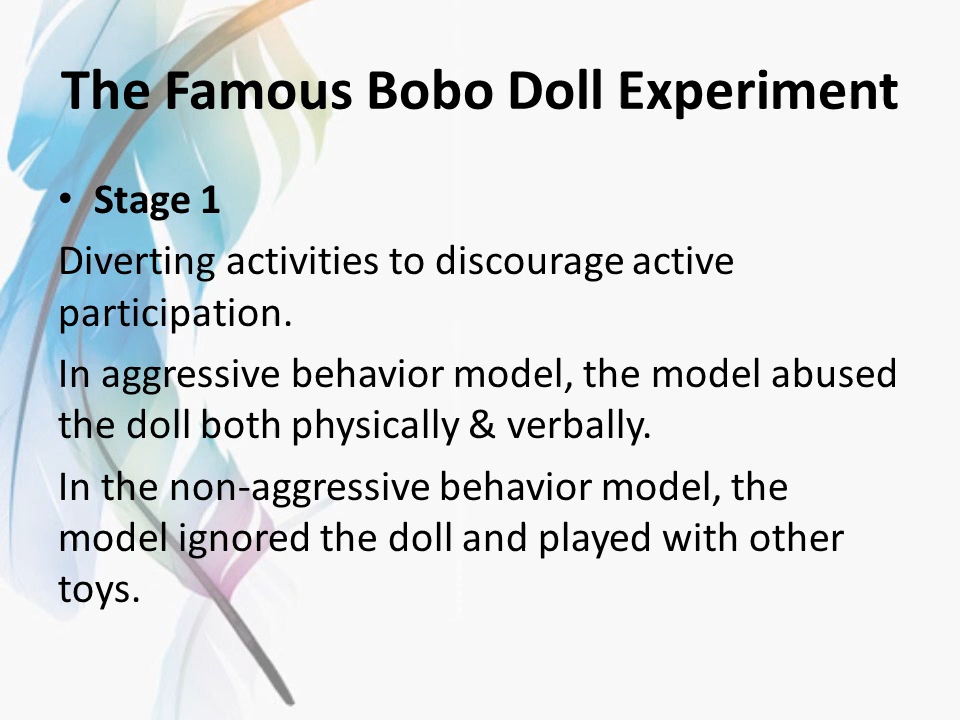 The Famous Bobo Doll Experiment
• Stage 1
Diverting activities to discourage active
participation.
In aggressive behavior model, the model abused
the doll both physically & verbally.
In the non-aggressive behavior model, the
model ignored the doll and played with other
toys.